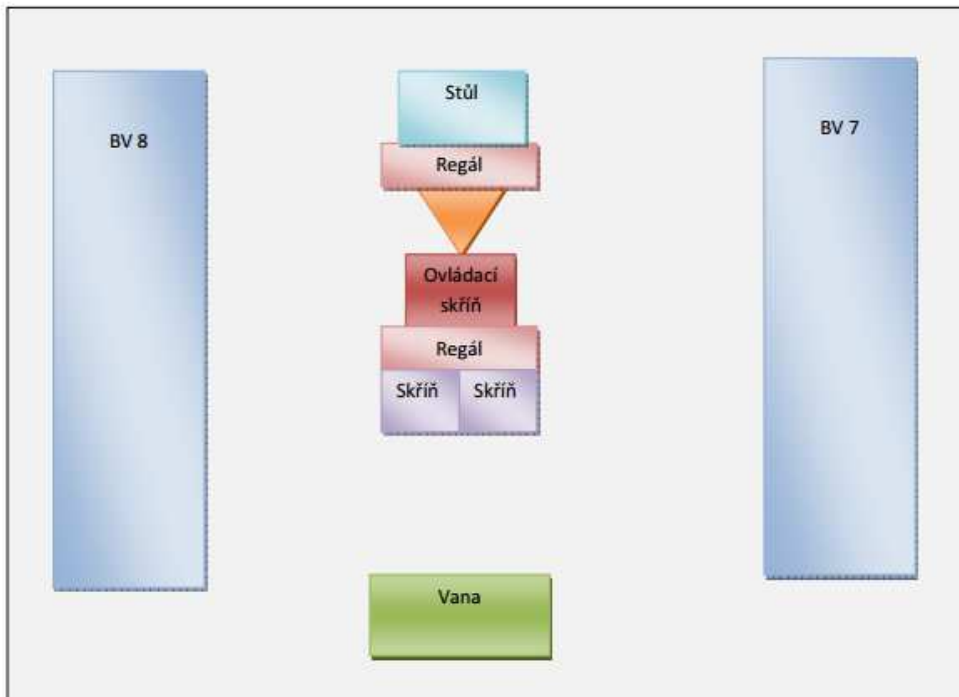 Stůl
BV 8
BV 7
Regál
Ovládací
skříň
Regál
Skříň
Skříň
Vana